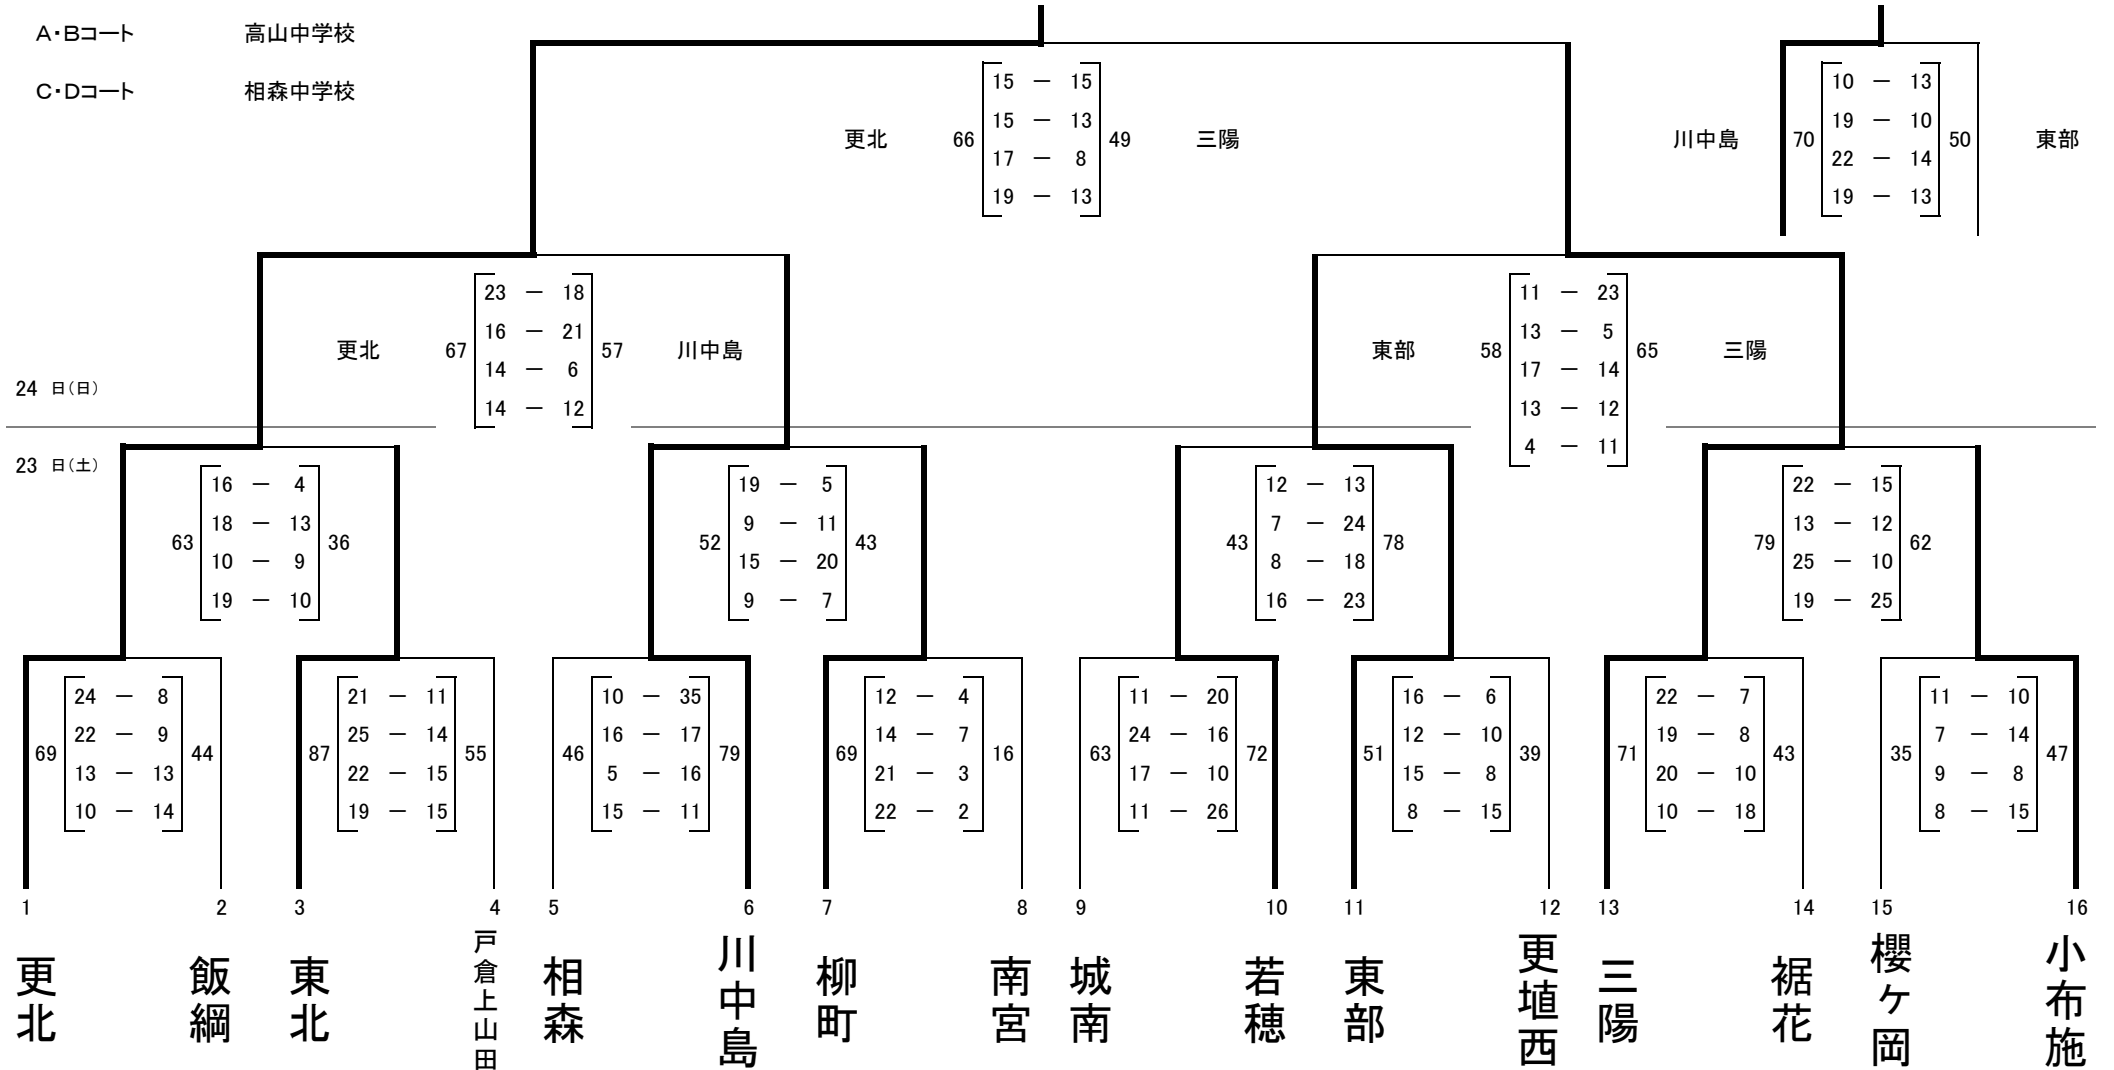 A・Bコート 高山中学校
C・Dコート 相森中学校
15 － 15
15 － 13
更北 66 49 三陽
17 － 8
19 － 13
10 － 13
19 － 10
川中島 70 50 東部
22 － 14
19 － 13
23 － 18
16 － 21
更北 67 57 川中島
14 － 6
14 － 12
11 － 23
13 － 5
東部 58 65 三陽
17 － 14
13 － 12
4 － 11
24 日（日）
23 日（土）
16 － 4
18 － 13
63 36
10 － 9
19 － 10
19 － 5
9 － 11
52 43
15 － 20
9 － 7
12 － 13
7 － 24
43 78
8 － 18
16 － 23
22 － 15
13 － 12
79 62
25 － 10
19 － 25
24 － 8
22 － 9
69 44
13 － 13
10 － 14
21 － 11
25 － 14
87 55
22 － 15
19 － 15
10 － 35
16 － 17
46 79
5 － 16
15 － 11
12 － 4
14 － 7
69 16
21 － 3
22 － 2
11 － 20
24 － 16
63 72
17 － 10
11 － 26
16 － 6
12 － 10
51 39
15 － 8
8 － 15
22 － 7
19 － 8
71 43
20 － 10
10 － 18
11 － 10
7 － 14
35 47
9 － 8
8 － 15
1 2 3 4 5 6 7 8 9 10 11 12 13 14 15 16
更北
飯綱
東北
戸倉上山田
相森
川中島
柳町
南宮
城南
若穂
東部
更埴西
三陽
裾花
櫻ケ岡
小布施